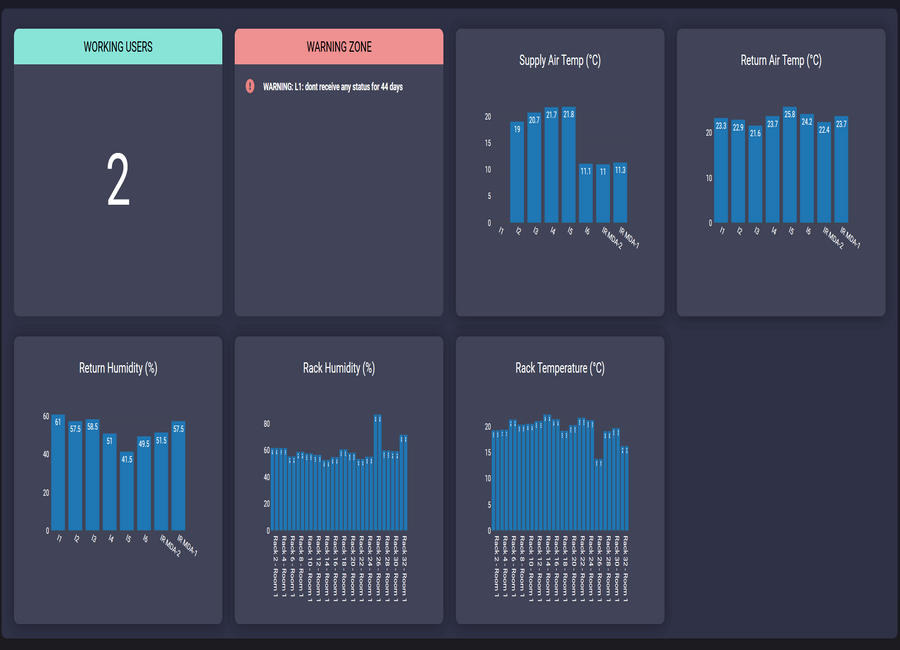 WORKING USERS
2
WARNING ZONE
WARNING: L1: dont receive any status for 44 days
Supply Air Temp (°C)
20
15
10
5
0
19
20.7
21.7
21.8
11.1
11
11.3
l1
l2
l3
l4
l5
l6
IR MDA-2
IR MDA-1
Return Air Temp (°C)
20
10
0
23.3
22.9
21.6
23.7
25.8
24.2
22.4
23.7
l1
l2
l3
l4
l5
l6
IR MDA-2
IR MDA-1
Return Humidity (%)
60
40
20
0
61
57.5
58.5
51
41.5
49.5
51.5
57.5
l1
l2
l3
l4
l5
l6
IR MDA-2
IR MDA-1
Rack Humidity (%)
80
60
40
20
0
Rack 2 - Room 1
Rack 4 - Room 1
Rack 6 - Room 1
Rack 8 - Room 1
Rack 10 - Room 1
Rack 12 - Room 1
Rack 14 - Room 1
Rack 16 - Room 1
Rack 18 - Room 1
Rack 20 - Room 1
Rack 22 - Room 1
Rack 24 - Room 1
Rack 26 - Room 1
Rack 28 - Room 1
Rack 30 - Room 1
Rack 32 - Room 1
Rack Temperature (°C)
20
15
10
5
0
Rack 2 - Room 1
Rack 4 - Room 1
Rack 6 - Room 1
Rack 8 - Room 1
Rack 10 - Room 1
Rack 12 - Room 1
Rack 14 - Room 1
Rack 16 - Room 1
Rack 18 - Room 1
Rack 20 - Room 1
Rack 22 - Room 1
Rack 24 - Room 1
Rack 26 - Room 1
Rack 28 - Room 1
Rack 30 - Room 1
Rack 32 - Room 1